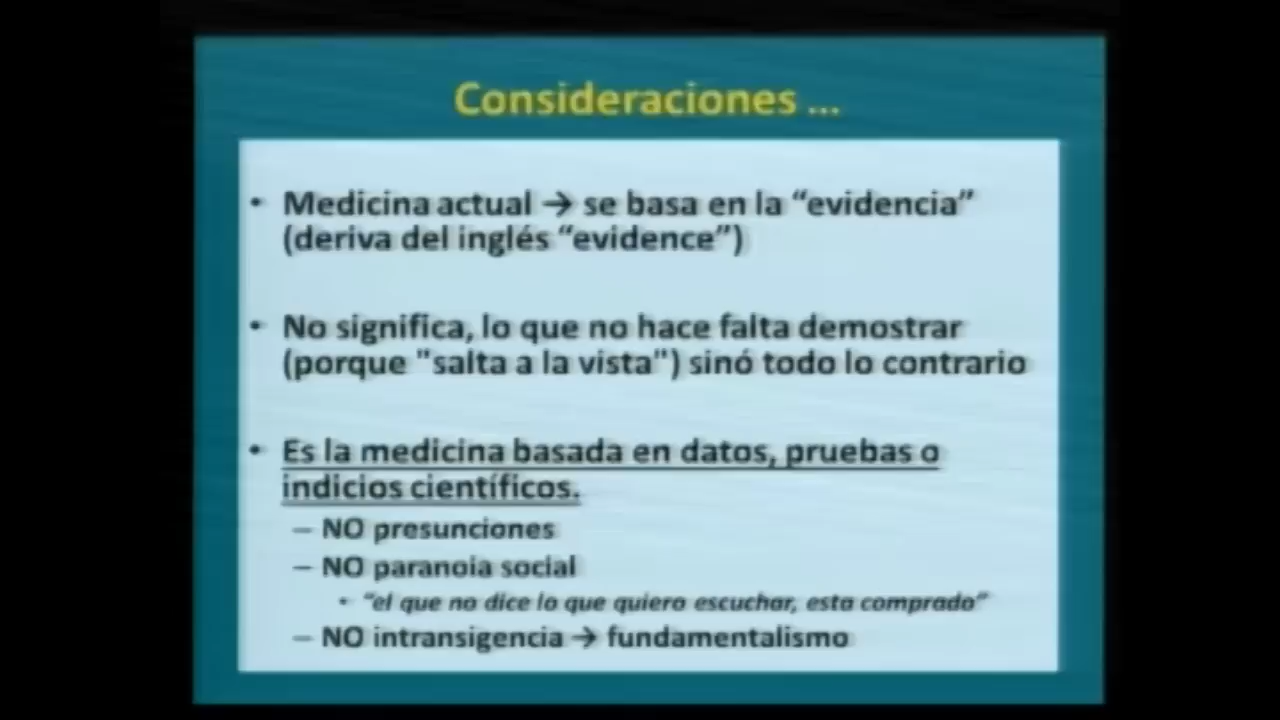 Consideraciones ...
• Medicina actual → se basa en la “evidencia”
(deriva del inglés “evidence”)
• No significa, lo que no hace falta demostrar
(porque "salta a la vista") sinó todo lo contrario
• Es la medicina basada en datos, pruebas o
indicios científicos.
– NO presunciones
– NO paranoia social
• “el que no dice lo que quiero escuchar, esta comprado”
– NO intransigencia → fundamentalismo